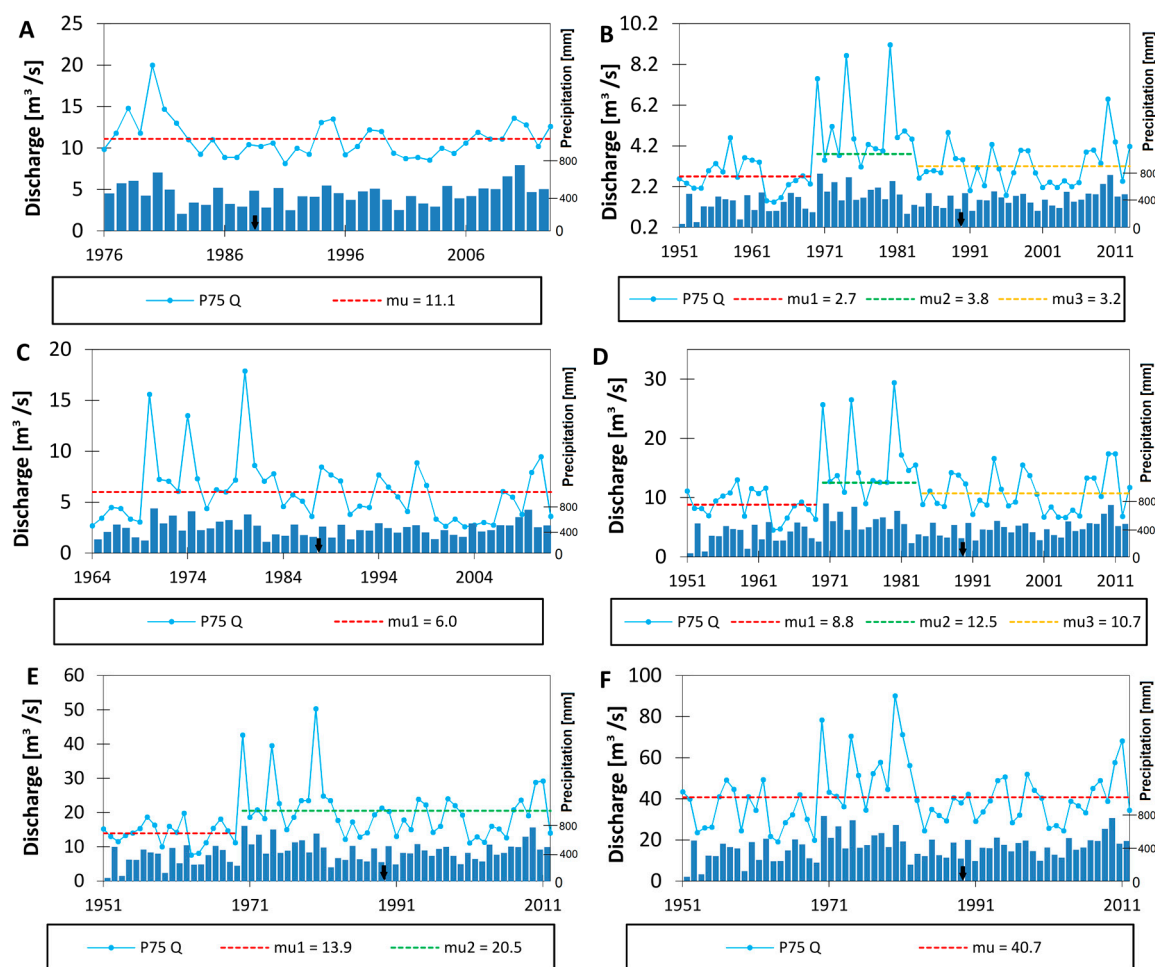 A
Discharge [m³ /s]
25
20
15
10
5
0
Precipitation [mm]
800
400
0
1976 1986 1996 2006
P75 Q mu = 11.1
B
Discharge [m³ /s]
10.2
8.2
6.2
4.2
2.2
0.2
Precipitation [mm]
800
400
0
1951 1961 1971 1981 1991 2001 2011
P75 Q mu1 = 2.7 mu2 = 3.8 mu3 = 3.2
C
Discharge [m³ /s]
20
15
10
5
0
Precipitation [mm]
800
400
0
1964 1974 1984 1994 2004
P75 Q mu1 = 6.0
D
Discharge [m³ /s]
30
20
10
0
Precipitation [mm]
800
400
0
1951 1961 1971 1981 1991 2001 2011
P75 Q mu1 = 8.8 mu2 = 12.5 mu3 = 10.7
E
Discharge [m³ /s]
60
50
40
30
20
10
0
Precipitation [mm]
800
400
0
1951 1971 1991 2011
P75 Q mu1 = 13.9 mu2 = 20.5
F
Discharge [m³ /s]
100
80
60
40
20
0
Precipitation [mm]
800
400
0
1951 1971 1991 2011
P75 Q mu = 40.7